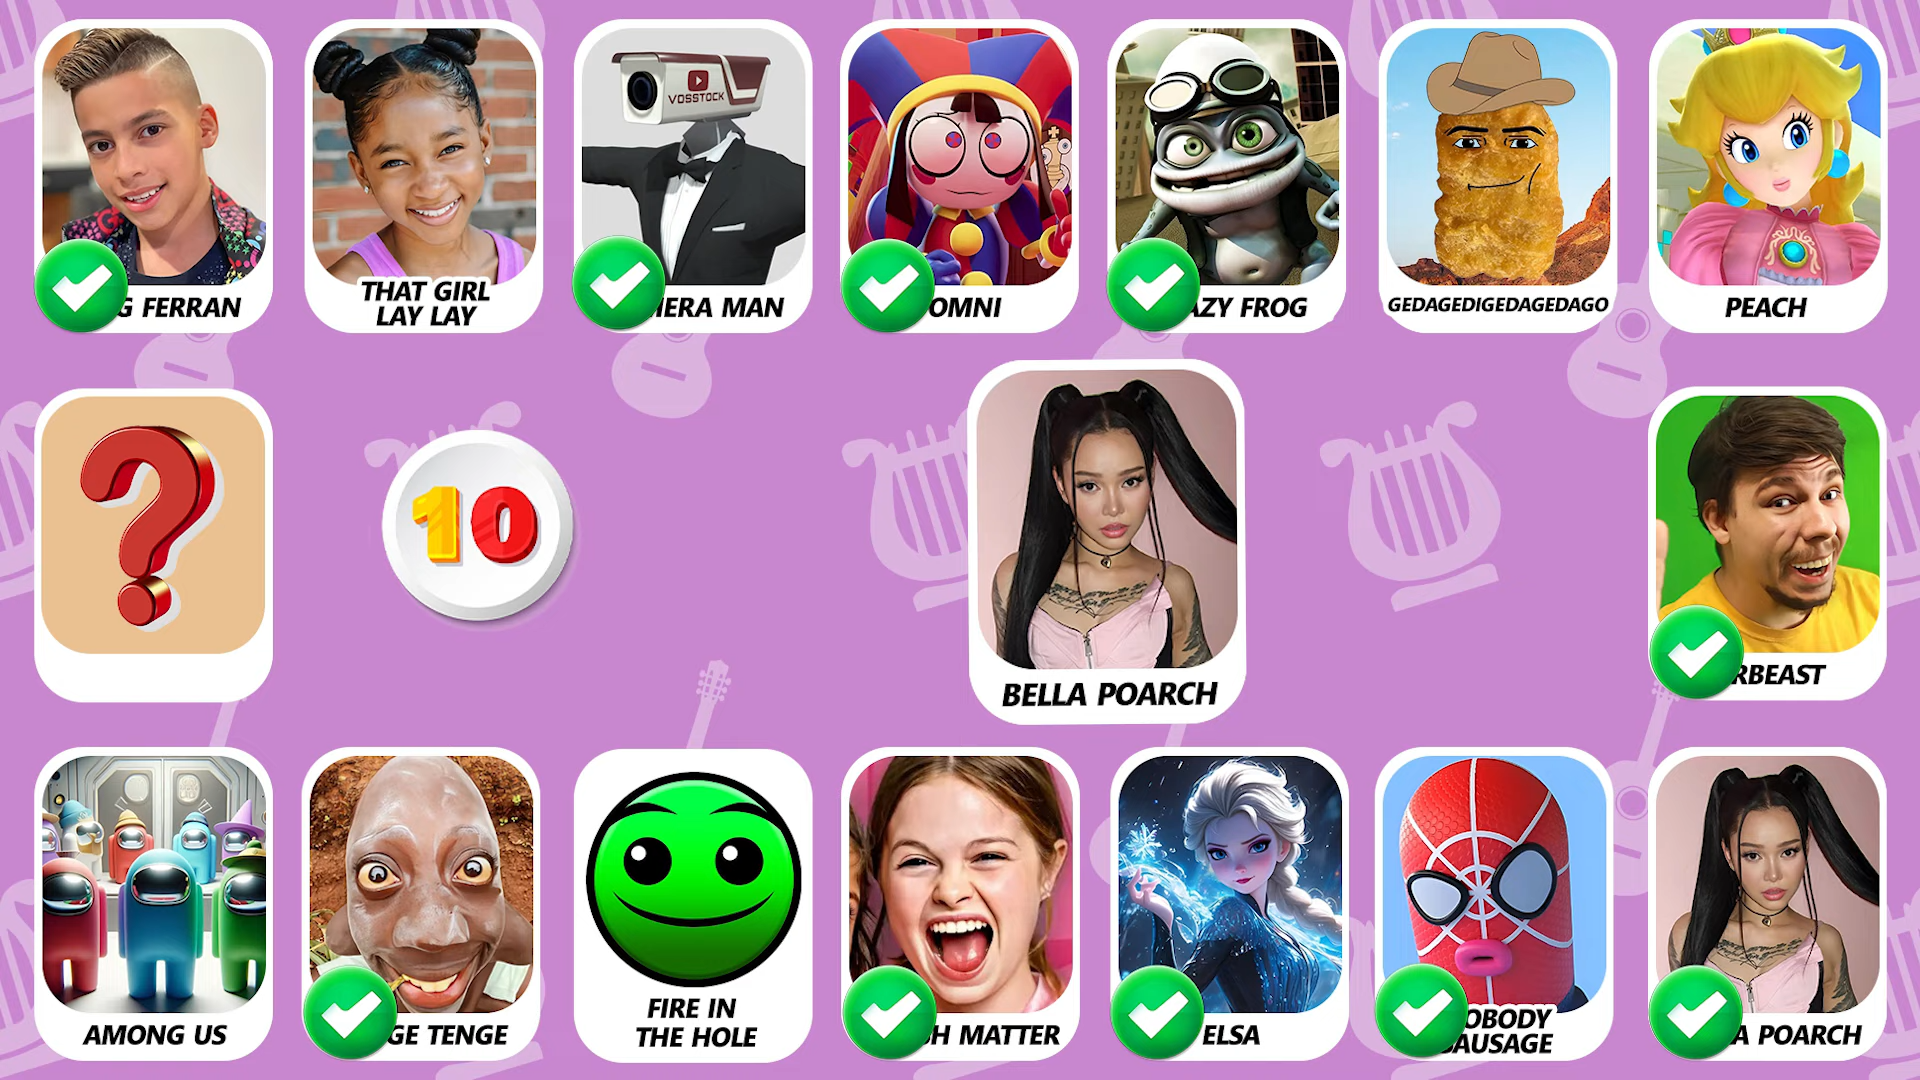 VOSSTOCK
G FERRAN
THAT GIRL
LAY LAY
ERA MAN
OMNI
AZY FROG
GEDAGEDIGEDAGEDAGO
PEACH
10
BELLA POARCH
RBEAST
AMONG US
GE TENGE
FIRE IN
THE HOLE
H MATTER
ELSA
OBODY
AUSAGE
A POARCH